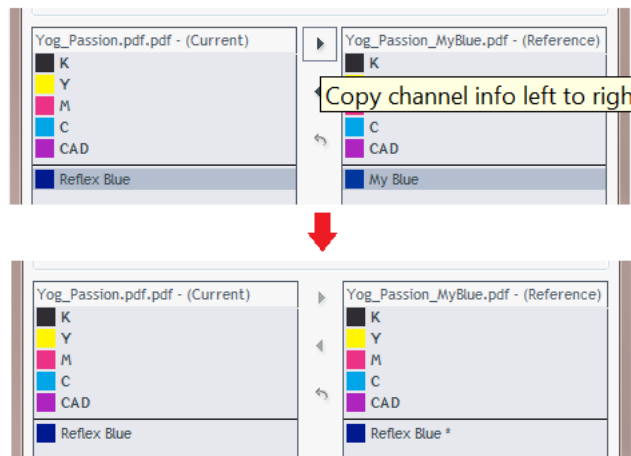 Yog_Passion.pdf.pdf - (Current)
K
Y
M
C
CAD
Reflex Blue
Yog_Passion_MyBlue.pdf - (Reference)
K
Copy channel info left to righ
C
CAD
My Blue
Yog_Passion.pdf.pdf - (Current)
K
Y
M
C
CAD
Reflex Blue
Yog_Passion_MyBlue.pdf - (Reference)
K
Y
M
C
CAD
Reflex Blue *